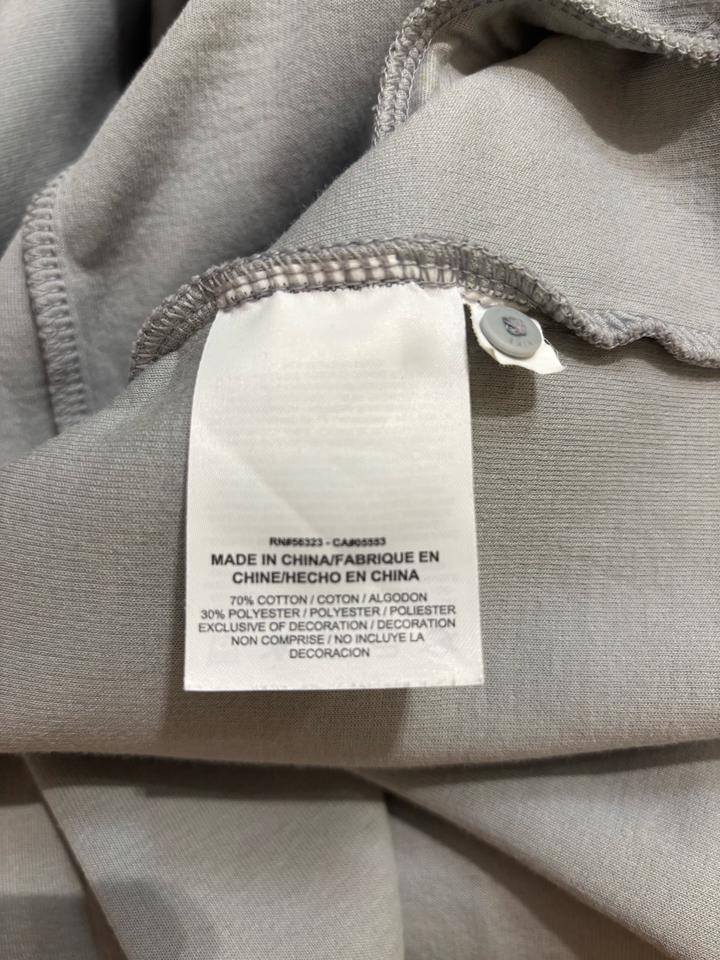 RN#56323 - CA#05553
MADE IN CHINA/FABRIQUE EN
CHINE/HECHO EN CHINA
70% COTTON / COTON / ALGODON
30% POLYESTER / POLYESTER / POLIESTER
EXCLUSIVE OF DECORATION / DECORATION
NON COMPRISE / NO INCLUYE LA
DECORACION